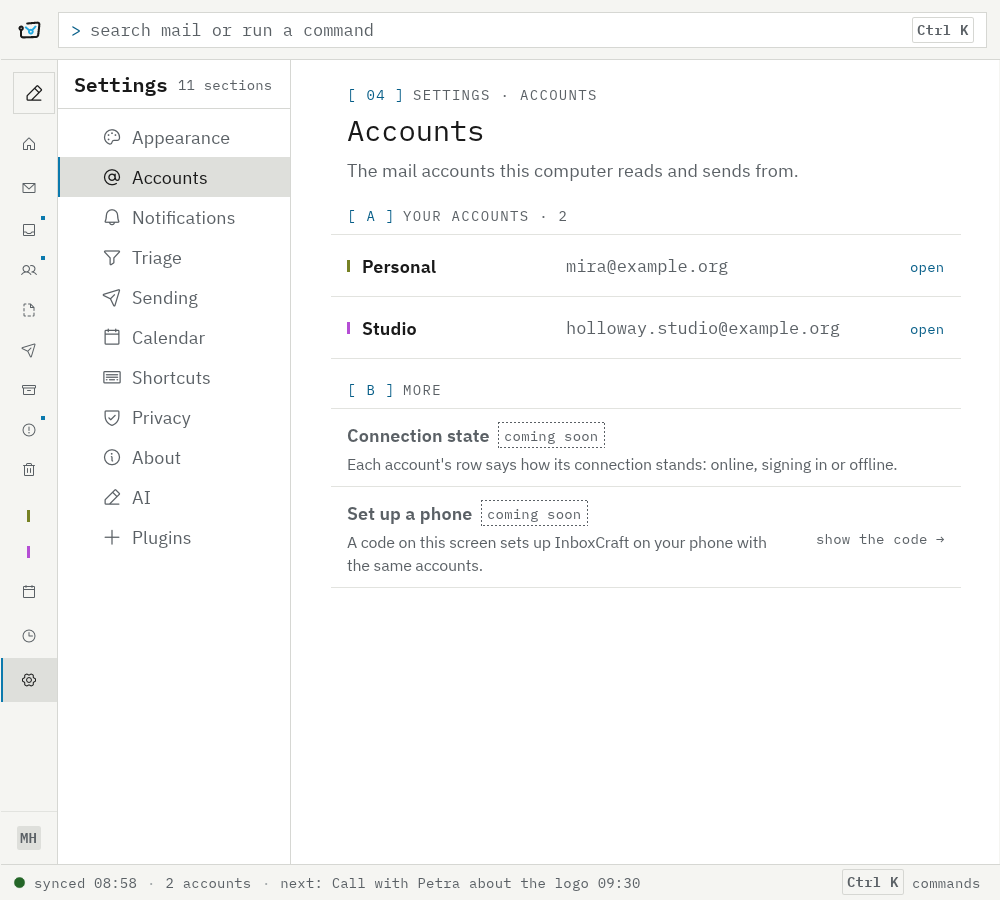 > search mail or run a command Ctrl K
Settings 11 sections
Appearance
Accounts
Notifications
Triage
Sending
Calendar
Shortcuts
Privacy
About
AI
Plugins
[ 04 ] SETTINGS · ACCOUNTS
Accounts
The mail accounts this computer reads and sends from.
[ A ] YOUR ACCOUNTS · 2
Personal mira@example.org open
Studio holloway.studio@example.org open
[ B ] MORE
Connection state coming soon
Each account's row says how its connection stands: online, signing in or offline.
Set up a phone coming soon
A code on this screen sets up InboxCraft on your phone with
the same accounts.
show the code →
MH
synced 08:58 · 2 accounts · next: Call with Petra about the logo 09:30 Ctrl K commands